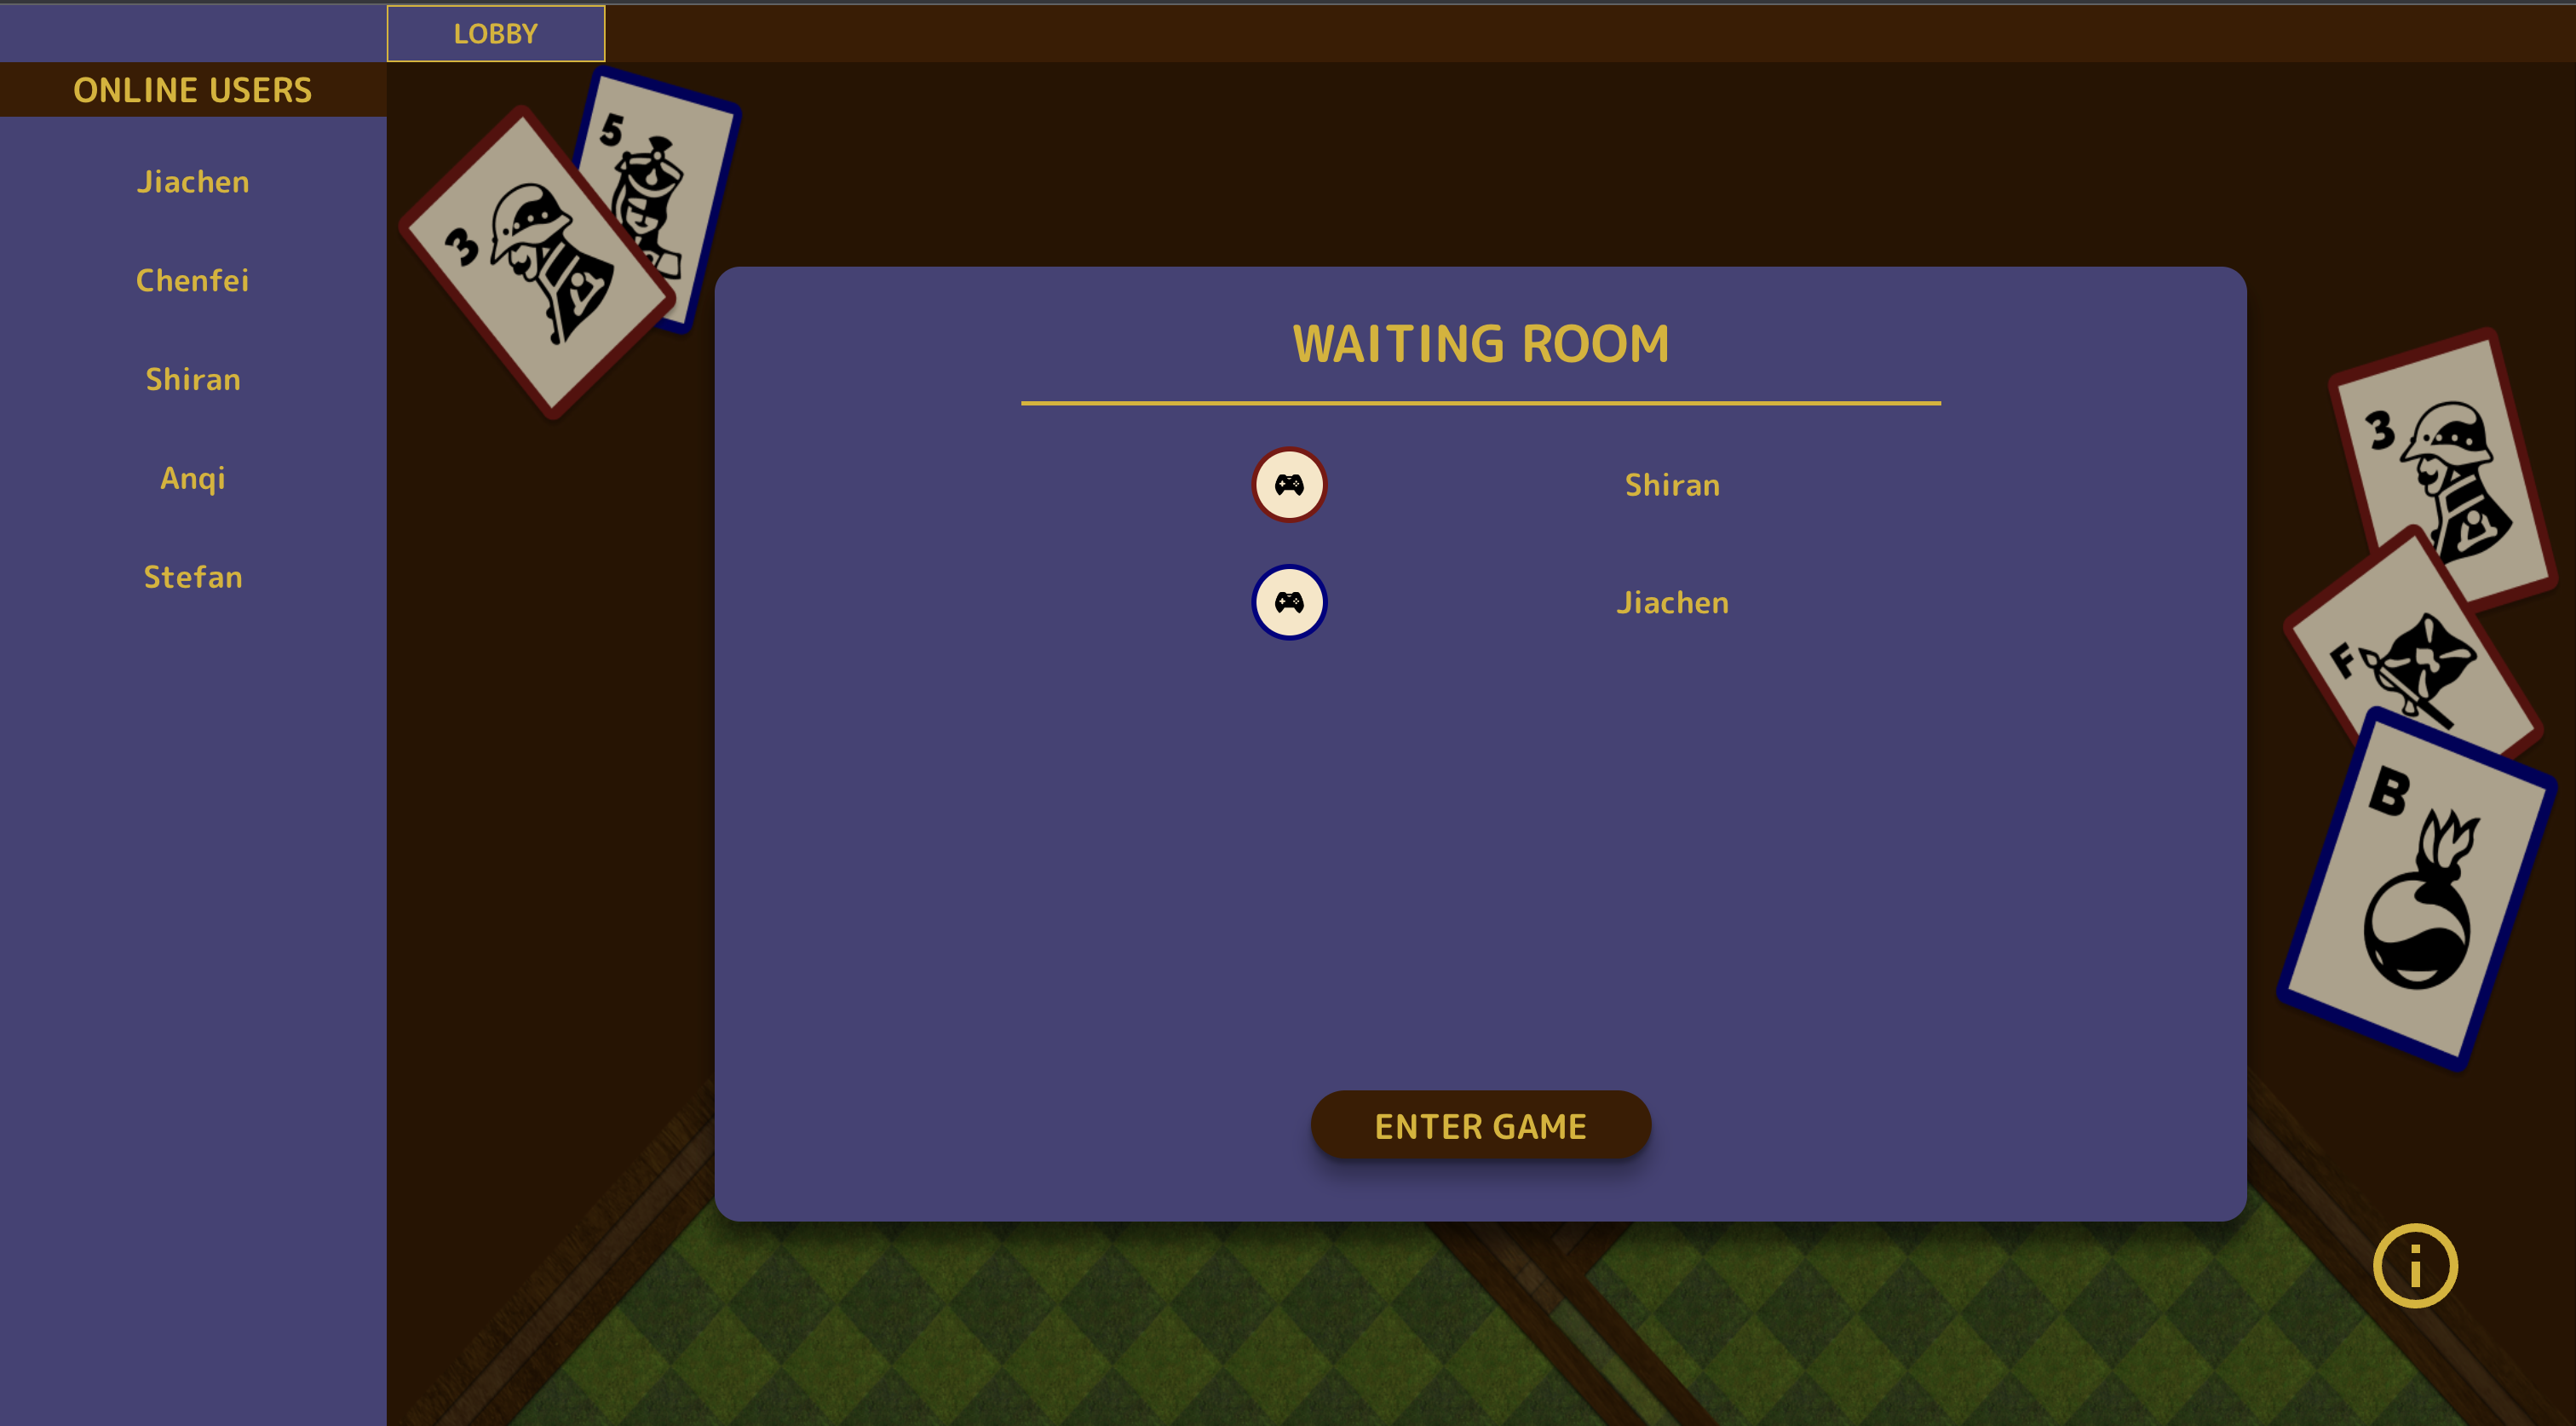 LOBBY
ONLINE USERS
Jiachen
Chenfei
Shiran
Anqi
Stefan
5
3
WAITING ROOM
Shiran
Jiachen
ENTER GAME
3
F
B
i